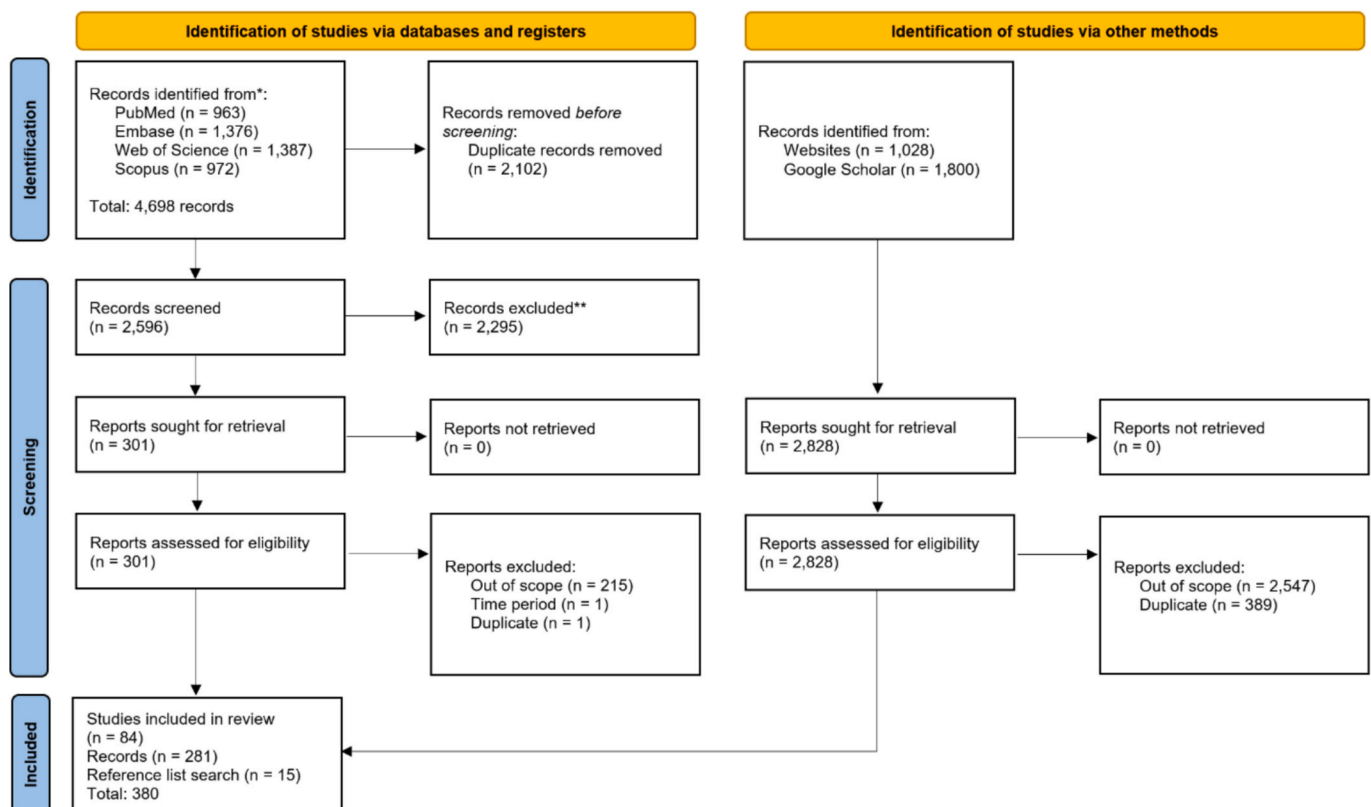 Identification of studies via databases and registers
Identification of studies via other methods
Identification
Records identified from*:
PubMed (n = 963)
Embase (n = 1,376)
Web of Science (n = 1,387)
Scopus (n = 972)
Total: 4,698 records
Records removed before
screening:
Duplicate records removed
(n = 2,102)
Records identified from:
Websites (n = 1,028)
Google Scholar (n = 1,800)
Screening
Records screened
(n = 2,596)
Records excluded**
(n = 2,295)
Reports sought for retrieval
(n = 301)
Reports not retrieved
(n = 0)
Reports sought for retrieval
(n = 2,828)
Reports not retrieved
(n = 0)
Reports assessed for eligibility
(n = 301)
Reports excluded:
Out of scope (n = 215)
Time period (n = 1)
Duplicate (n = 1)
Reports assessed for eligibility
(n = 2,828)
Reports excluded:
Out of scope (n = 2,547)
Duplicate (n = 389)
Included
Studies included in review
(n = 84)
Records (n = 281)
Reference list search (n = 15)
Total: 380